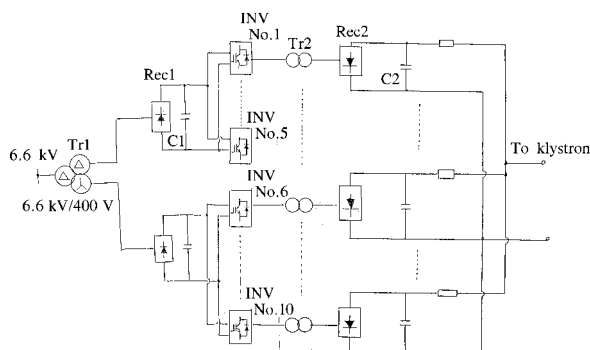 INV
No.1
Tr2
Rec2
Rec1
C1
C2
INV
No.5
Tr1
6.6 kV
6.6 kV/400 V
To klystron
INV
No.6
INV
No.10